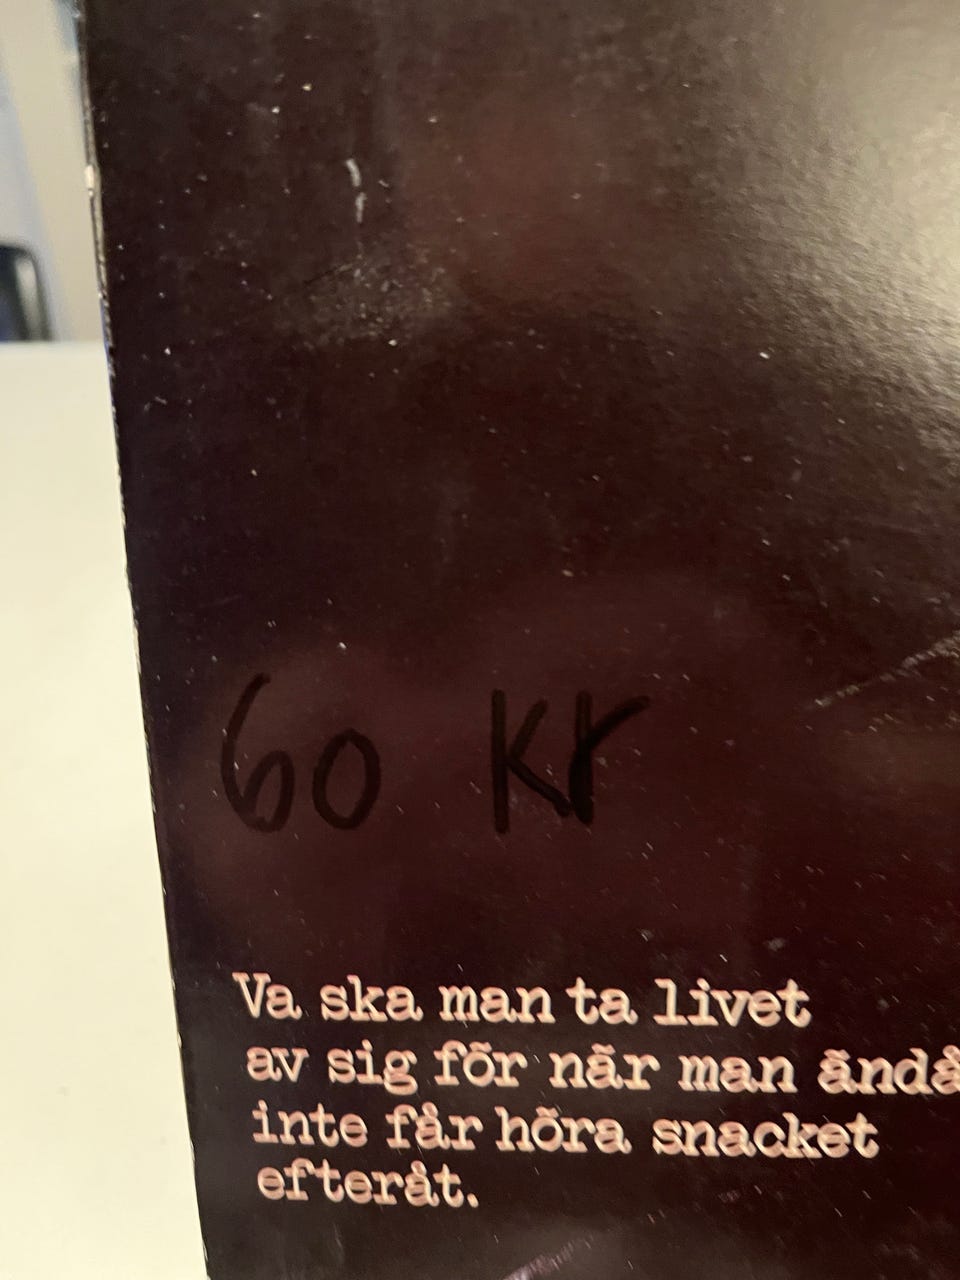 60 kr
Va ska man ta livet
av sig för när man ändå
inte får höra snacket
efteråt.